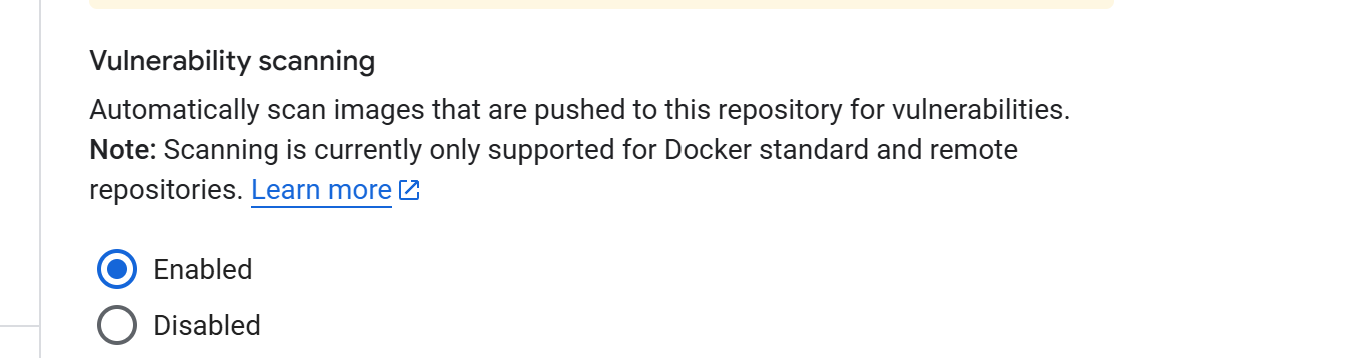 Vulnerability scanning
Automatically scan images that are pushed to this repository for vulnerabilities.
Note: Scanning is currently only supported for Docker standard and remote
repositories. Learn more
Enabled
Disabled